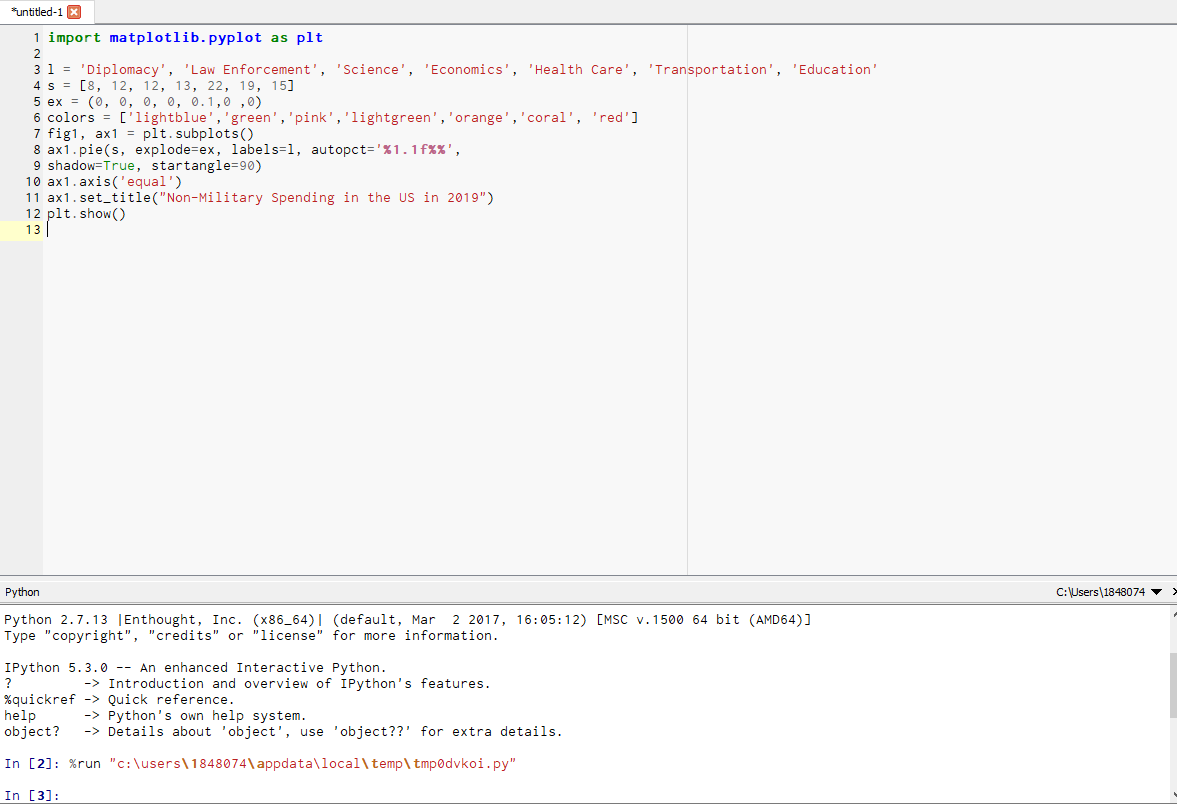 *untitled-1
1 import matplotlib.pyplot as plt
2
3 l = 'Diplomacy', 'Law Enforcement', 'Science', 'Economics', 'Health Care', 'Transportation', 'Education'
4 s = [8, 12, 12, 13, 22, 19, 15]
5 ex = (0, 0, 0, 0, 0.1,0 ,0)
6 colors = ['lightblue','green','pink','lightgreen','orange','coral', 'red']
7 fig1, ax1 = plt.subplots()
8 ax1.pie(s, explode=ex, labels=l, autopct='%1.1f%%',
9 shadow=True, startangle=90)
10 ax1.axis('equal')
11 ax1.set_title("Non-Military Spending in the US in 2019")
12 plt.show()
13
Python C:\Users\1848074
Python 2.7.13 |Enthought, Inc. (x86_64)| (default, Mar  2 2017, 16:05:12) [MSC v.1500 64 bit (AMD64)]
Type "copyright", "credits" or "license" for more information.
IPython 5.3.0 -- An enhanced Interactive Python.
?         -> Introduction and overview of IPython's features.
%quickref -> Quick reference.
help      -> Python's own help system.
object?   -> Details about 'object', use 'object??' for extra details.
In [2]: %run "c:\users\1848074\appdata\local\temp\tmp0dvkoi.py"
In [3]: